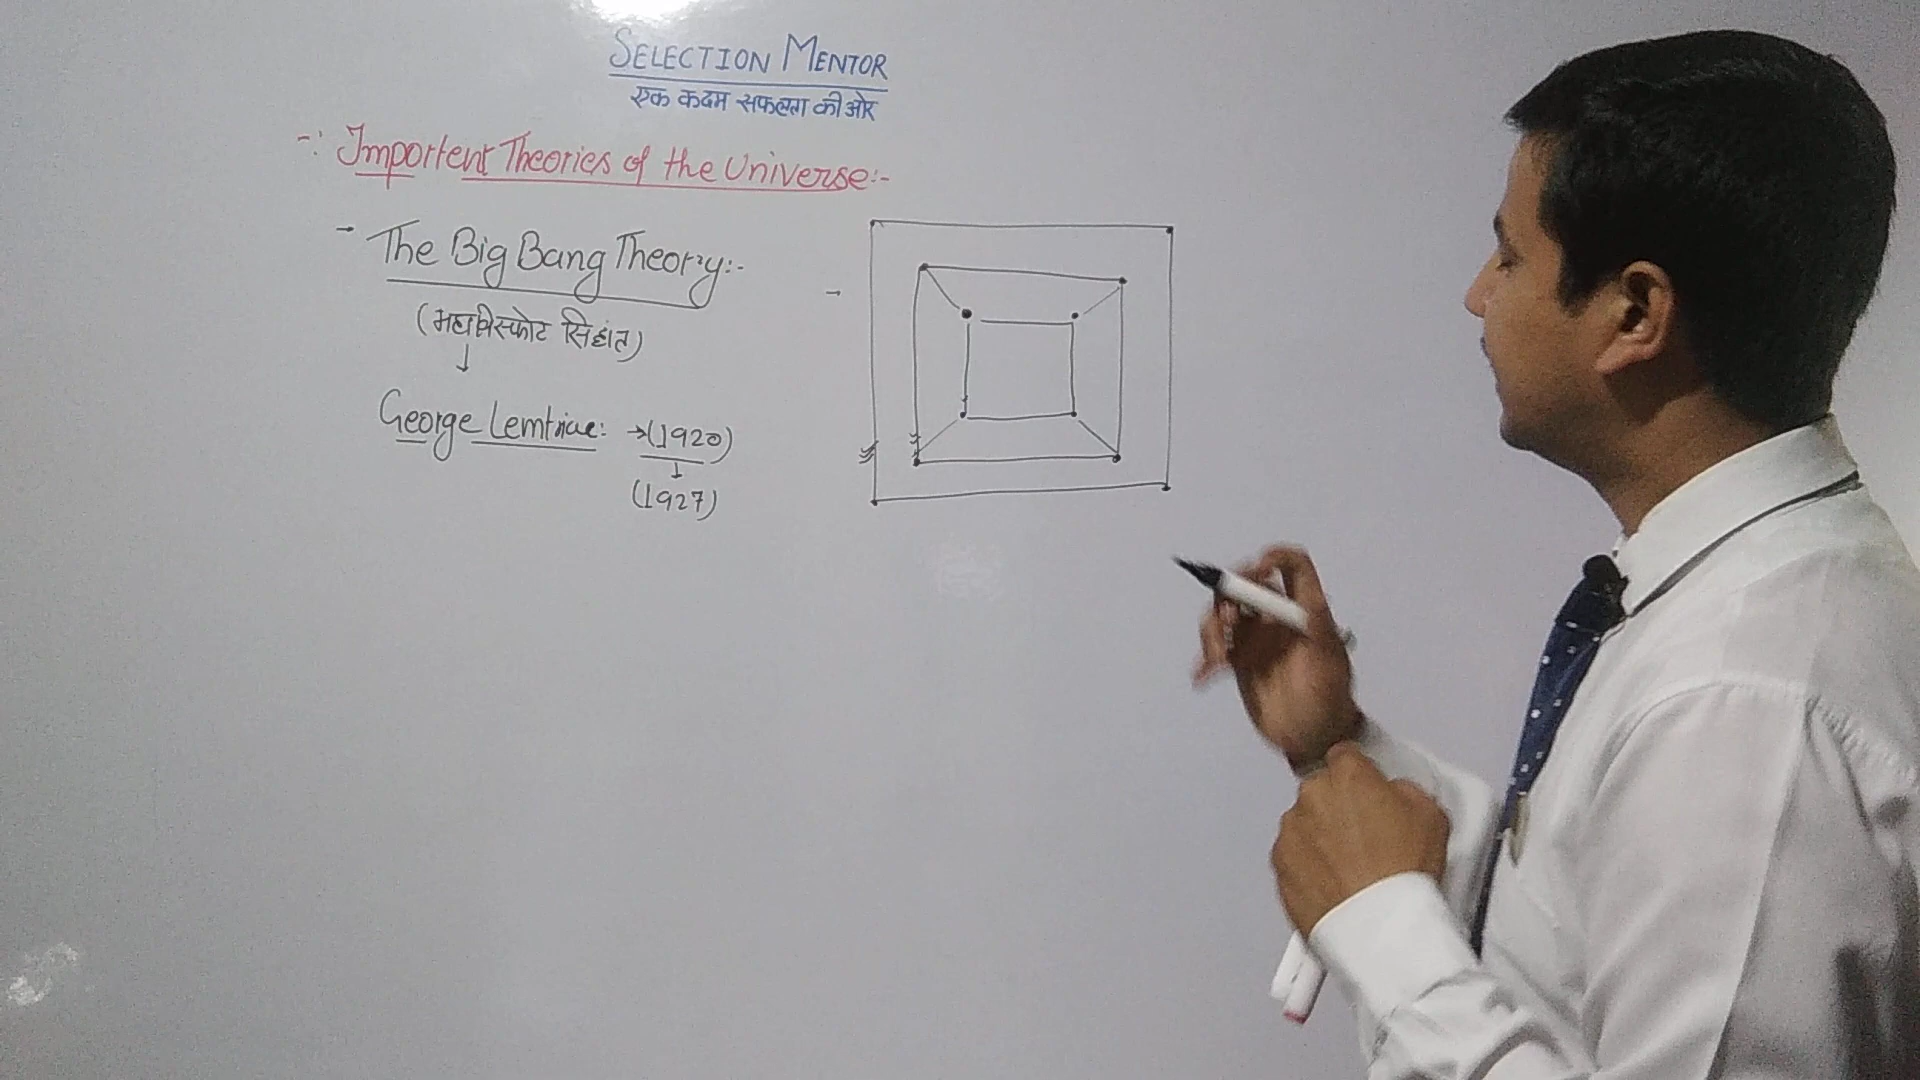 SELECTION MENTOR
एक कदम सफलता की ओर
-: Importent Theories of the Universe:-
- The Big Bang Theory:-
(महाविस्फोट सिद्धांत)
↓
George Lemtriae: →(1920)
↓
(1927)